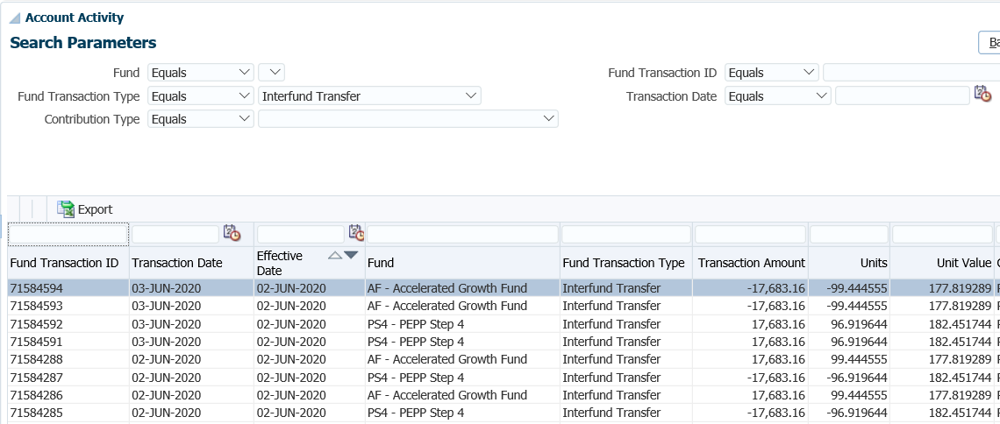 Account Activity
Search Parameters
Fund Equals Fund Transaction ID Equals
Fund Transaction Type Equals Interfund Transfer Transaction Date Equals
Contribution Type Equals
Export
Fund Transaction ID Transaction Date Effective Date Fund Fund Transaction Type Transaction Amount Units Unit Value
71584594 03-JUN-2020 02-JUN-2020 AF - Accelerated Growth Fund Interfund Transfer -17,683.16 -99.444555 177.819289
71584593 03-JUN-2020 02-JUN-2020 AF - Accelerated Growth Fund Interfund Transfer -17,683.16 -99.444555 177.819289
71584592 03-JUN-2020 02-JUN-2020 PS4 - PEPP Step 4 Interfund Transfer 17,683.16 96.919644 182.451744
71584591 03-JUN-2020 02-JUN-2020 PS4 - PEPP Step 4 Interfund Transfer 17,683.16 96.919644 182.451744
71584288 02-JUN-2020 02-JUN-2020 AF - Accelerated Growth Fund Interfund Transfer 17,683.16 99.444555 177.819289
71584287 02-JUN-2020 02-JUN-2020 PS4 - PEPP Step 4 Interfund Transfer -17,683.16 -96.919644 182.451744
71584286 02-JUN-2020 02-JUN-2020 AF - Accelerated Growth Fund Interfund Transfer 17,683.16 99.444555 177.819289
71584285 02-JUN-2020 02-JUN-2020 PS4 - PEPP Step 4 Interfund Transfer -17,683.16 -96.919644 182.451744